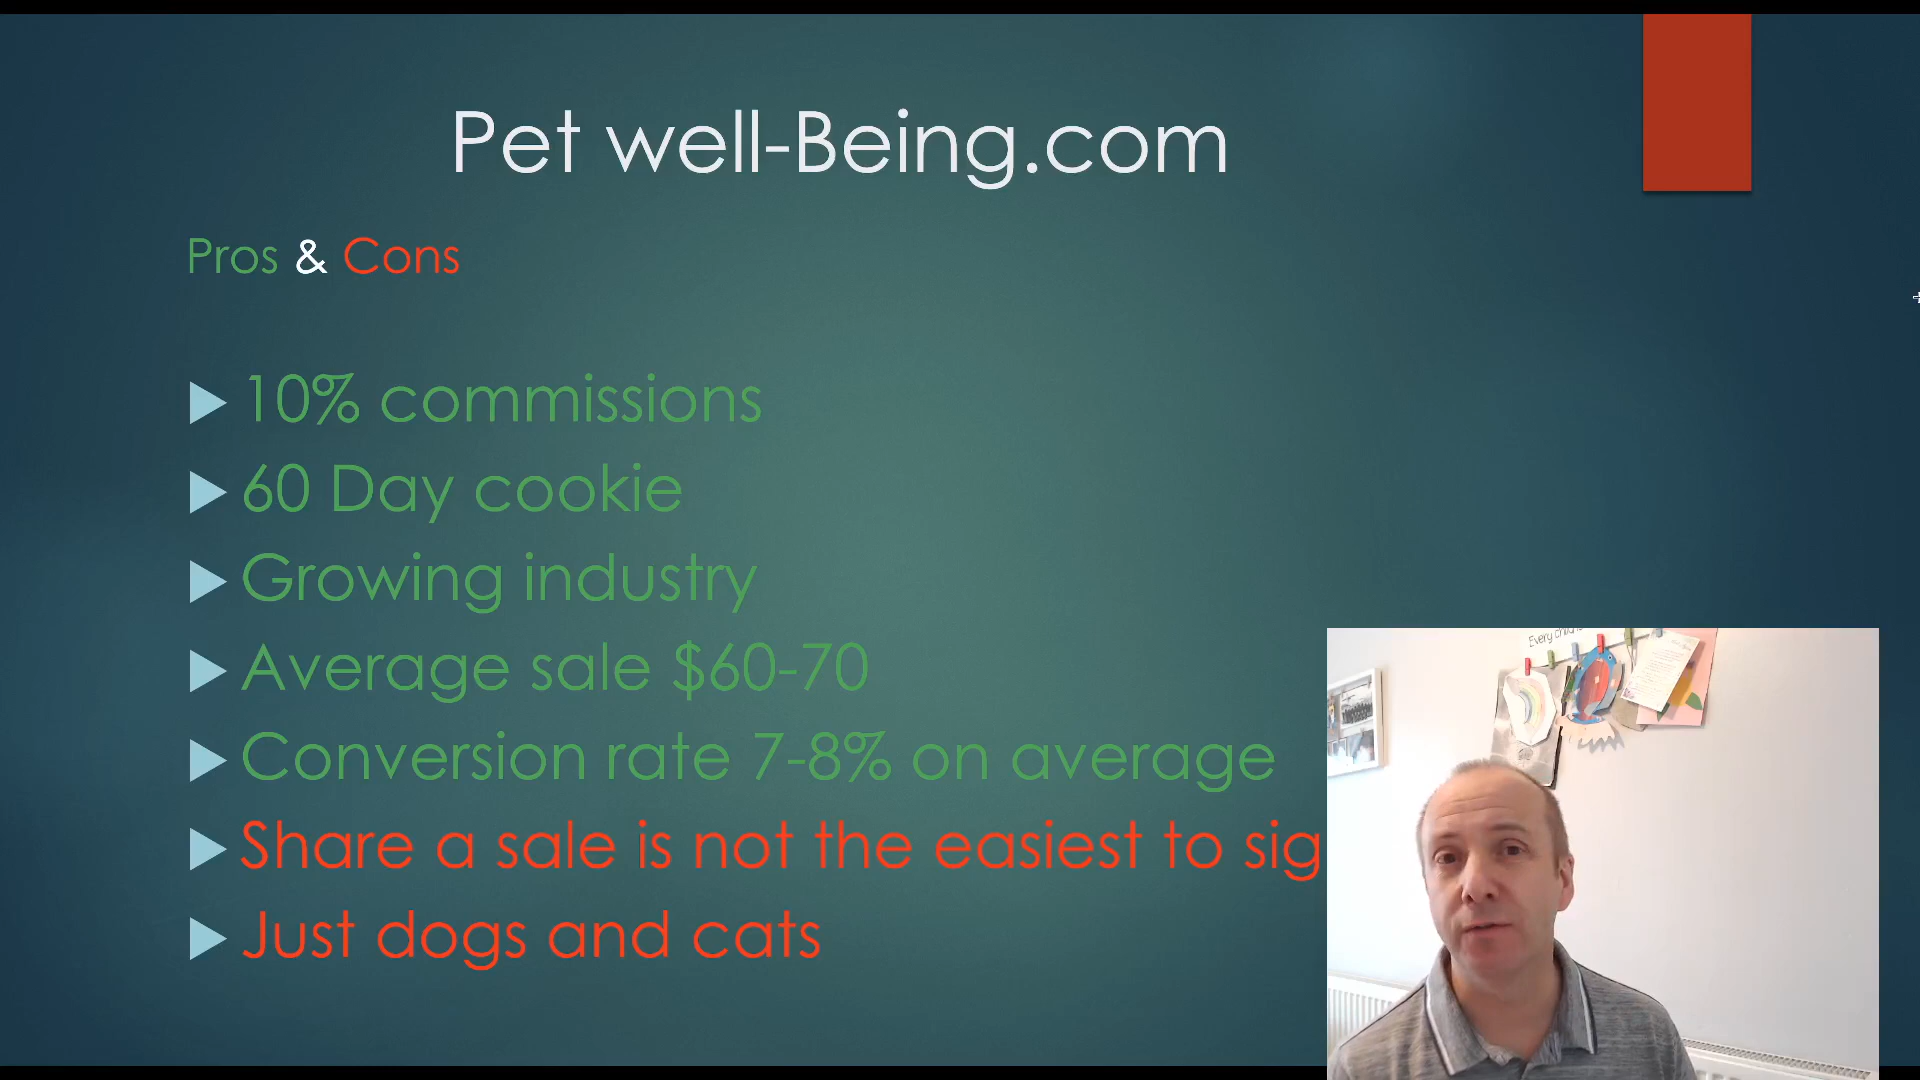 Pet well-Being.com
Pros & Cons
10% commissions
60 Day cookie
Growing industry
Average sale $60-70
Conversion rate 7-8% on average
Share a sale is not the easiest to sig
Just dogs and cats
Every